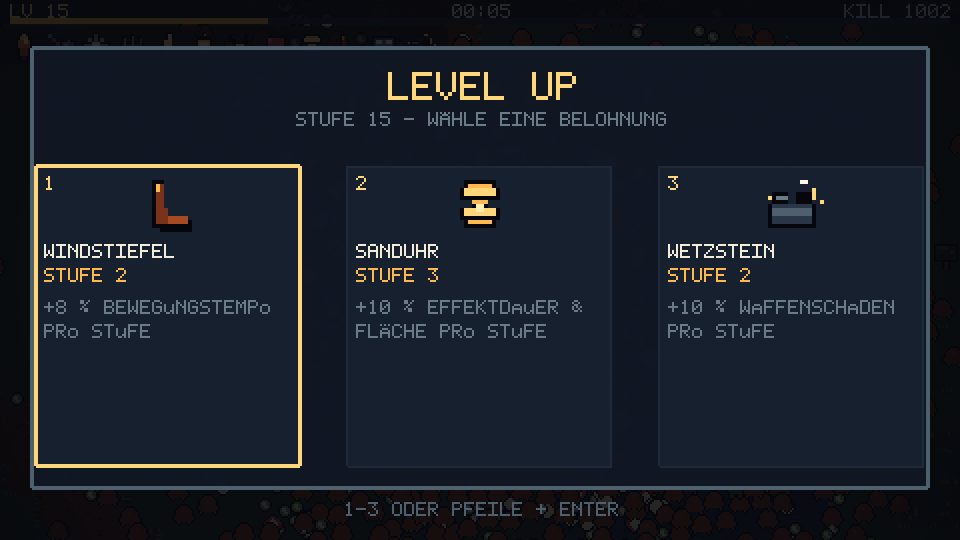 LV 15
00:05
KILL 1002
LEVEL UP
STUFE 15 - WÄHLE EINE BELOHNUNG
1
WINDSTIEFEL
STUFE 2
+8 % BEWEGuNGSTEMPo
PRo STuFE
2
SANDUHR
STUFE 3
+10 % EFFEKTDauER &
FLÄCHE PRo STuFE
3
WETZSTEIN
STUFE 2
+10 % WaFFENSCHaDEN
PRo STuFE
1-3 ODER PFEILE + ENTER